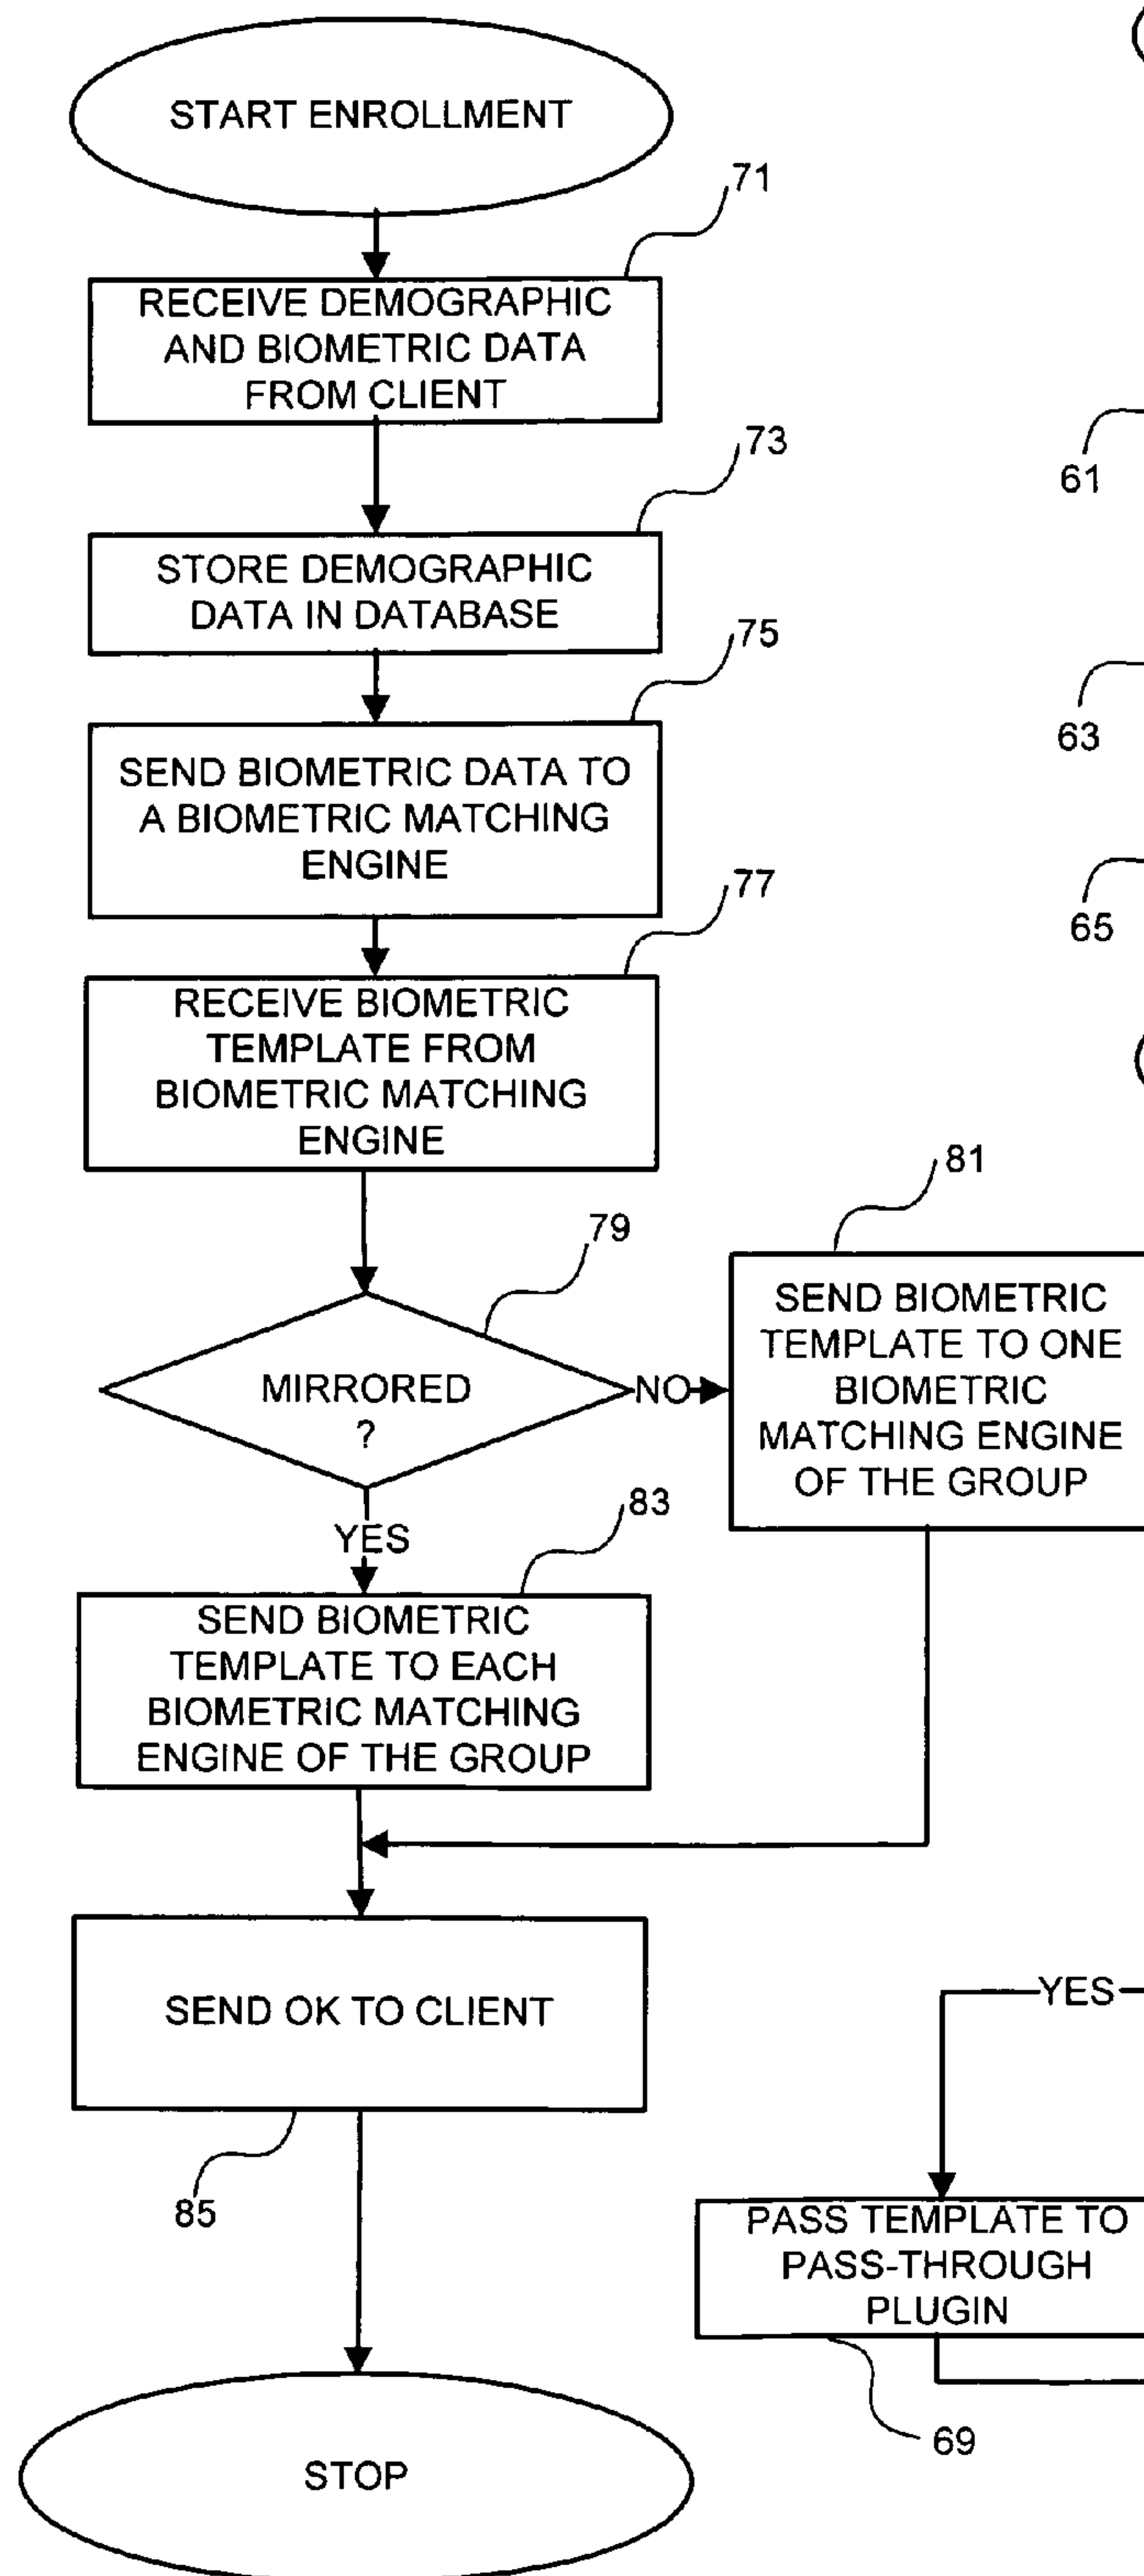 START ENROLLMENT
71
RECEIVE DEMOGRAPHIC
AND BIOMETRIC DATA
FROM CLIENT
73
STORE DEMOGRAPHIC
DATA IN DATABASE
75
SEND BIOMETRIC DATA TO
A BIOMETRIC MATCHING
ENGINE
77
RECEIVE BIOMETRIC
TEMPLATE FROM
BIOMETRIC MATCHING
ENGINE
79
MIRRORED
?
NO
81
SEND BIOMETRIC
TEMPLATE TO ONE
BIOMETRIC
MATCHING ENGINE
OF THE GROUP
YES
83
SEND BIOMETRIC
TEMPLATE TO EACH
BIOMETRIC MATCHING
ENGINE OF THE GROUP
SEND OK TO CLIENT
85
STOP
61
63
65
YES
PASS TEMPLATE TO
PASS-THROUGH
PLUGIN
69